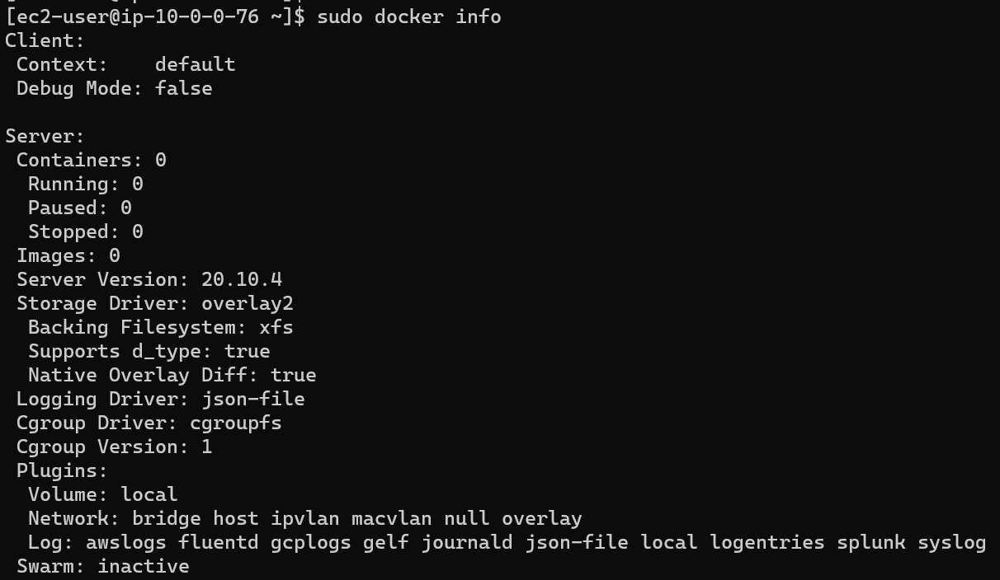 [ec2-user@ip-10-0-0-76 ~]$ sudo docker info
Client:
 Context:    default
 Debug Mode: false

Server:
 Containers: 0
  Running: 0
  Paused: 0
  Stopped: 0
 Images: 0
 Server Version: 20.10.4
 Storage Driver: overlay2
  Backing Filesystem: xfs
  Supports d_type: true
  Native Overlay Diff: true
 Logging Driver: json-file
 Cgroup Driver: cgroupfs
 Cgroup Version: 1
 Plugins:
  Volume: local
  Network: bridge host ipvlan macvlan null overlay
  Log: awslogs fluentd gcplogs gelf journald json-file local logentries splunk syslog
 Swarm: inactive